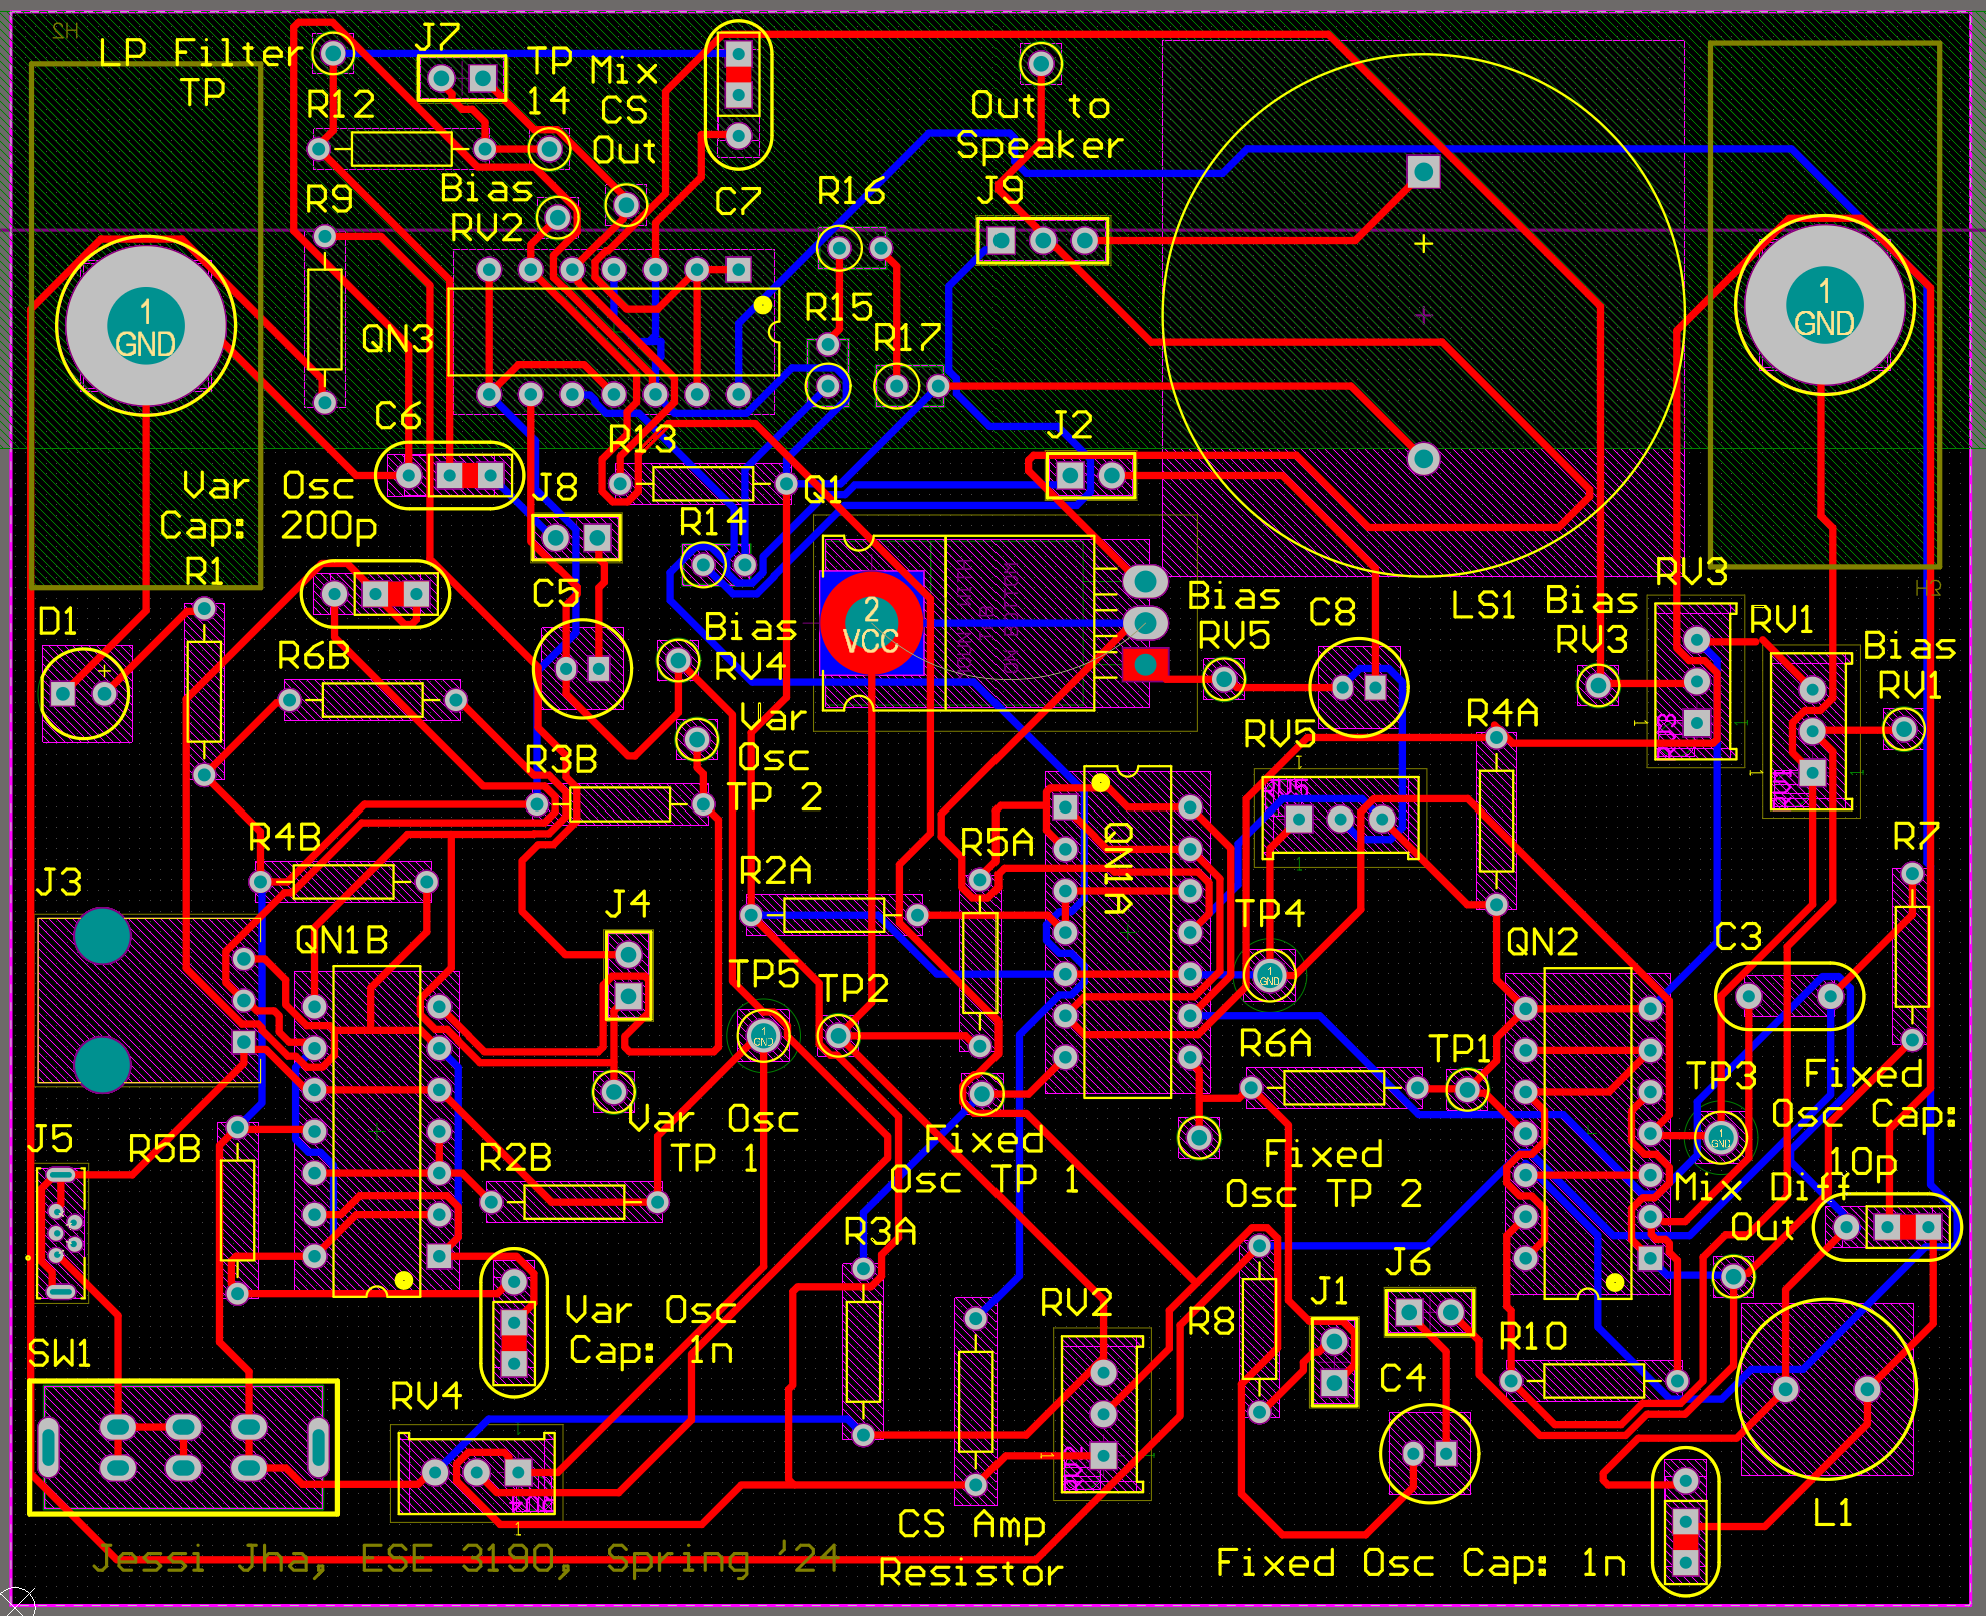 LP Filter
TP
J7
TP
14
Mix
CS
Out
R12
Out to
Speaker
R9
Bias
RV2
C7
R16
J9
1
GND
QN3
R15
R17
1
GND
C6
R13
J2
Var Osc
Cap: 200p
J8
Q1
R14
R1
C5
2
VCC
RV3
D1
Bias
RV4
Bias
RV5
C8
LS1
Bias
RV3
RV1
Bias
RV1
R6B
Var
Osc
TP 2
RV5
R4A
R3B
R4B
R2A
R5A
QN1A
R7
J3
J4
QN1B
TP4
QN2
C3
TP5
TP2
R6A
TP1
TP3
Fixed
Osc Cap:
10p
J5
R5B
Var Osc
TP 1
R2B
Fixed
Osc TP 1
Fixed
Osc TP 2
Mix Diff
Out
R3A
J6
SW1
Var Osc
Cap: 1n
RV2
R8
J1
R10
RV4
C4
CS Amp
Resistor
L1
Jessi Jha, ESE 3190, Spring '24
Fixed Osc Cap: 1n